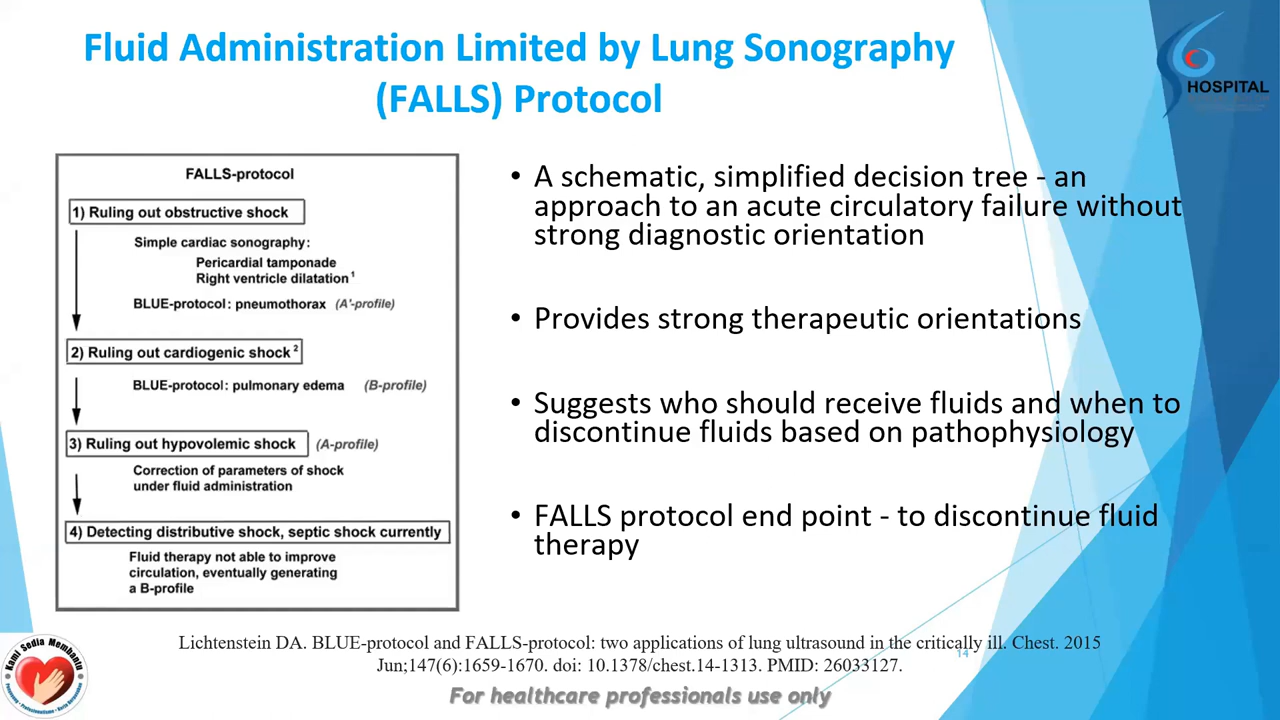 Fluid Administration Limited by Lung Sonography
(FALLS) Protocol
HOSPITAL
FALLS-protocol
1) Ruling out obstructive shock
Simple cardiac sonography:
Pericardial tamponade
Right ventricle dilatation¹
BLUE-protocol: pneumothorax (A'-profile)
2) Ruling out cardiogenic shock²
BLUE-protocol: pulmonary edema (B-profile)
3) Ruling out hypovolemic shock (A-profile)
Correction of parameters of shock
under fluid administration
4) Detecting distributive shock, septic shock currently
Fluid therapy not able to improve
circulation, eventually generating
a B-profile
• A schematic, simplified decision tree - an
approach to an acute circulatory failure without
strong diagnostic orientation
• Provides strong therapeutic orientations
• Suggests who should receive fluids and when to
discontinue fluids based on pathophysiology
• FALLS protocol end point - to discontinue fluid
therapy
Lichtenstein DA. BLUE-protocol and FALLS-protocol: two applications of lung ultrasound in the critically ill. Chest. 2015
Jun;147(6):1659-1670. doi: 10.1378/chest.14-1313. PMID: 26033127.
14
For healthcare professionals use only
Kami Sedia Membantu